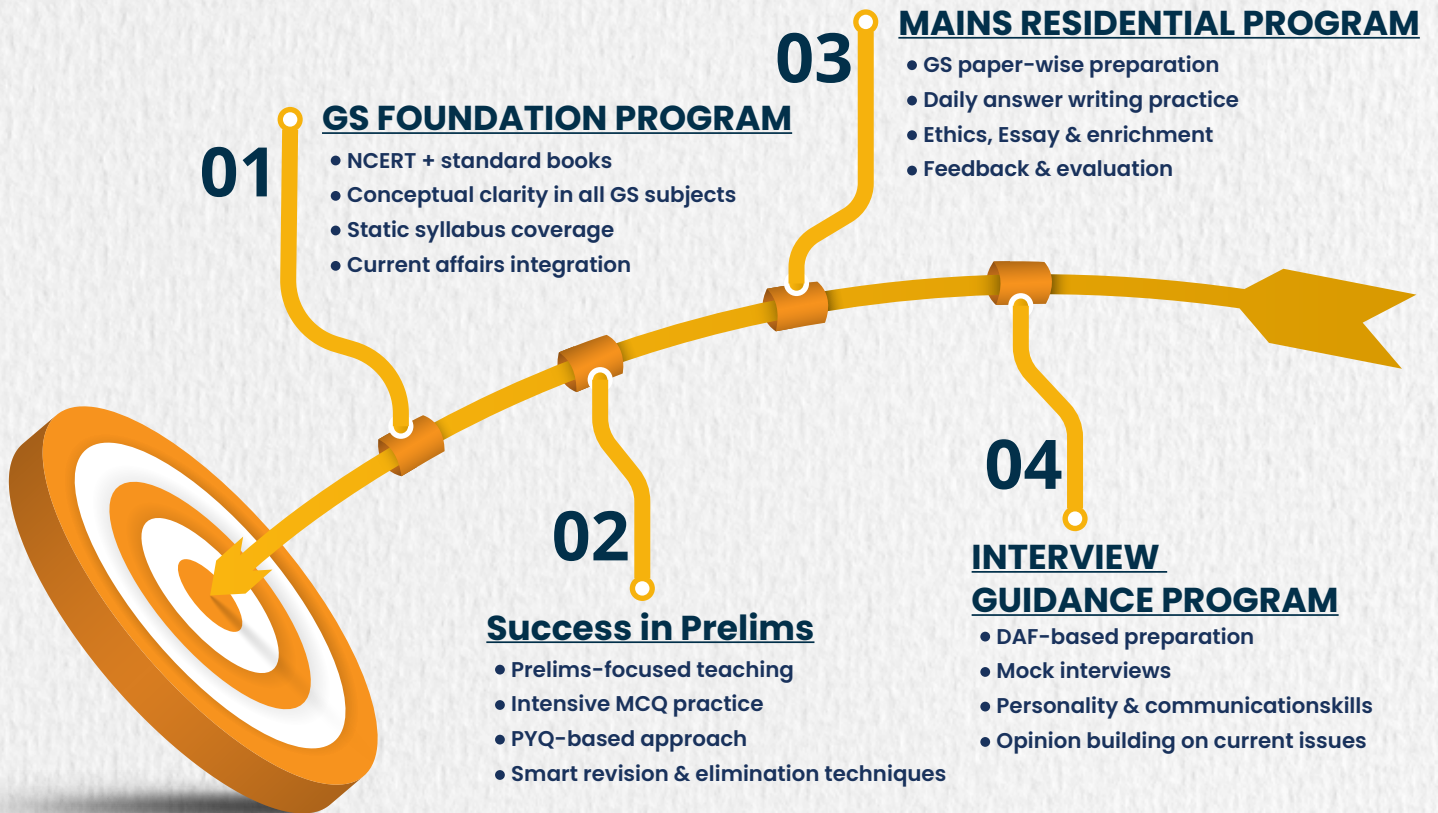 01
GS FOUNDATION PROGRAM
• NCERT + standard books
• Conceptual clarity in all GS subjects
• Static syllabus coverage
• Current affairs integration
02
Success in Prelims
• Prelims-focused teaching
• Intensive MCQ practice
• PYQ-based approach
• Smart revision & elimination techniques
03
MAINS RESIDENTIAL PROGRAM
• GS paper-wise preparation
• Daily answer writing practice
• Ethics, Essay & enrichment
• Feedback & evaluation
04
INTERVIEW
GUIDANCE PROGRAM
• DAF-based preparation
• Mock interviews
• Personality & communicationskills
• Opinion building on current issues